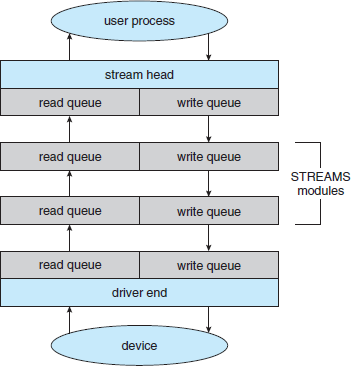 user process
stream head
read queue write queue
read queue write queue
STREAMS
modules
read queue write queue
read queue write queue
driver end
device